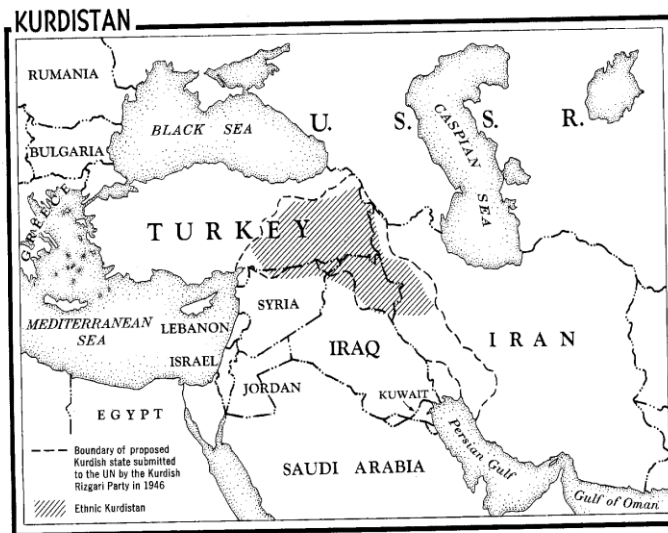 KURDISTAN
RUMANIA
BLACK SEA
U. S. S. R.
CASPIAN SEA
BULGARIA
GREECE
TURKEY
MEDITERRANEAN
SEA
LEBANON
SYRIA
ISRAEL
IRAQ
IRAN
JORDAN
KUWAIT
EGYPT
Persian Gulf
SAUDI ARABIA
Gulf of Oman
Boundary of proposed
Kurdish state submitted
to the UN by the Kurdish
Rizgari Party in 1946
Ethnic Kurdistan